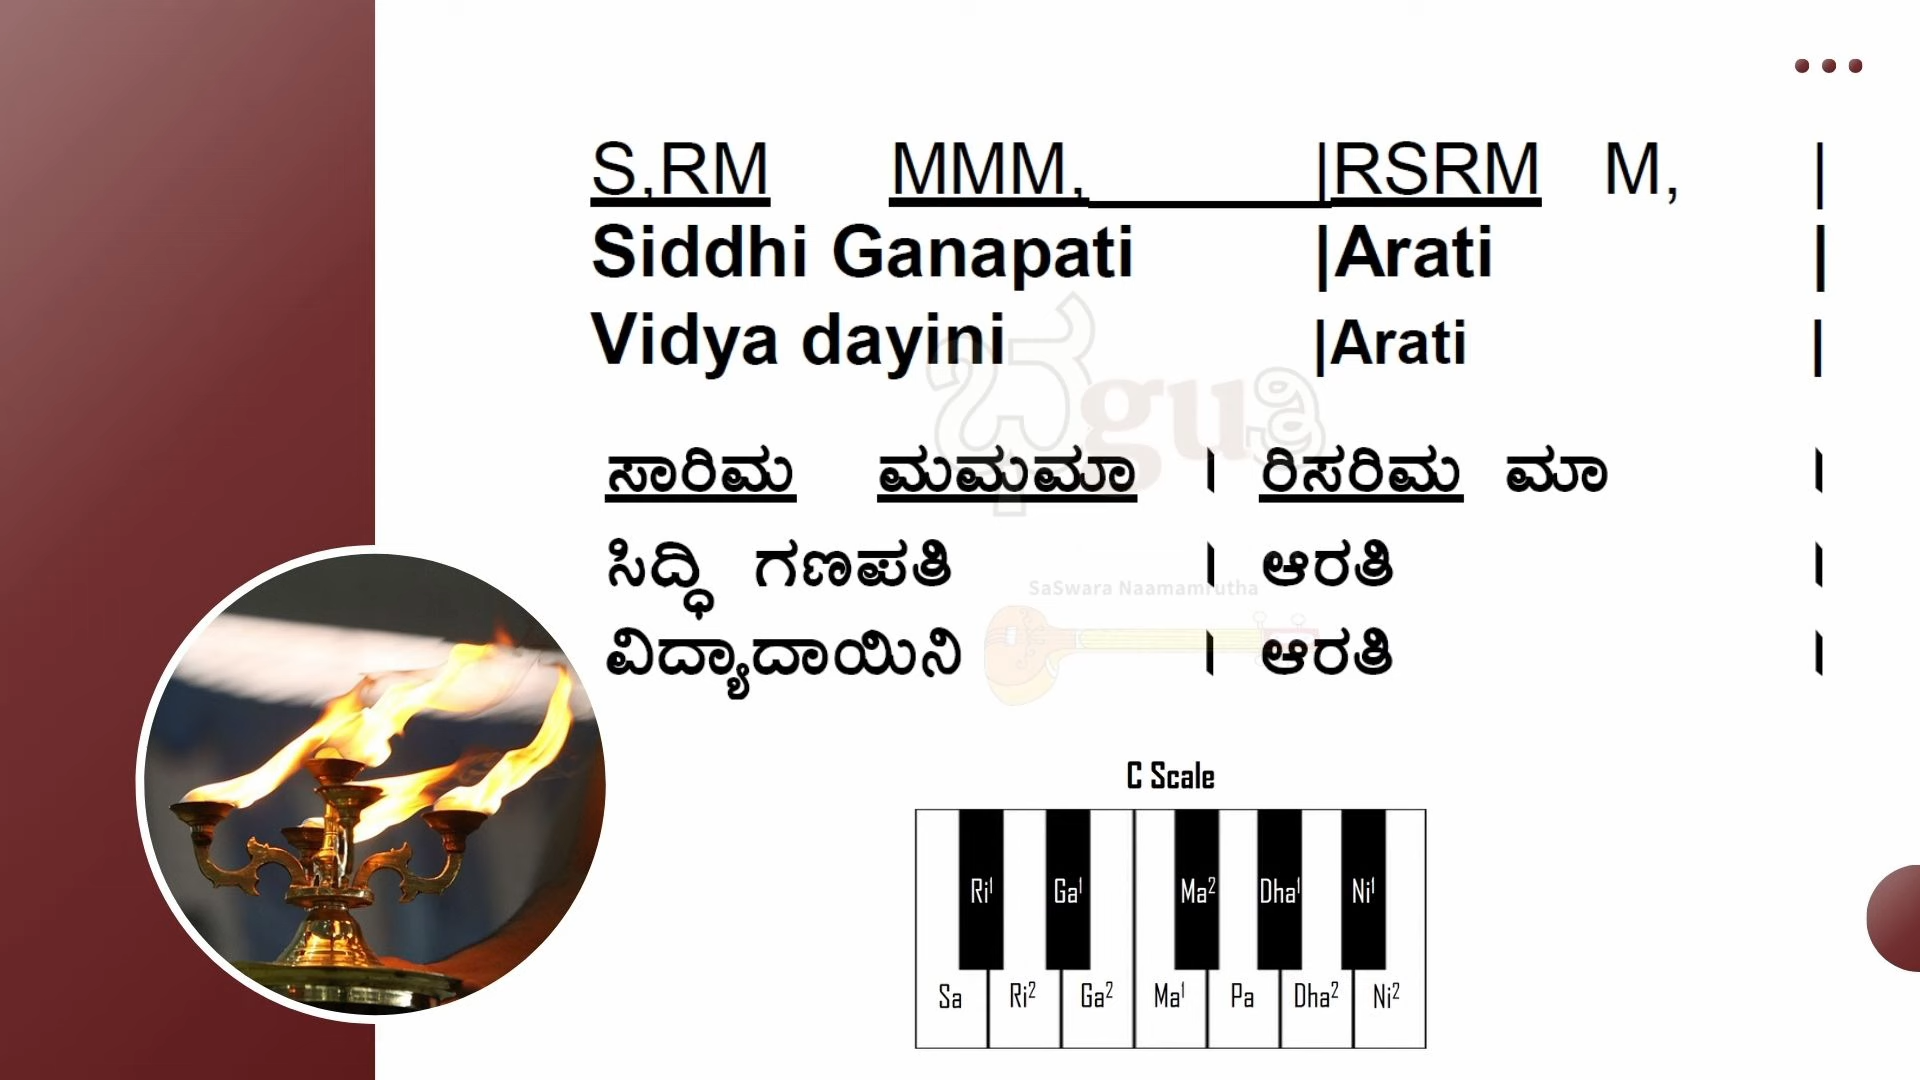 S,RM MMM, |RSRM M, |
Siddhi Ganapati |Arati |
Vidya dayini |Arati |
ಸಾರಿಮ ಮಮಮಾ । ರಿಸರಿಮ ಮಾ ।
ಸಿದ್ಧಿ ಗಣಪತಿ । ಆರತಿ ।
SaSwara Naamamrutha
ವಿದ್ಯಾದಾಯಿನಿ । ಆರತಿ ।
C Scale
Ri¹ Ga¹ Ma² Dha¹ Ni¹
Sa Ri² Ga² Ma¹ Pa Dha² Ni²